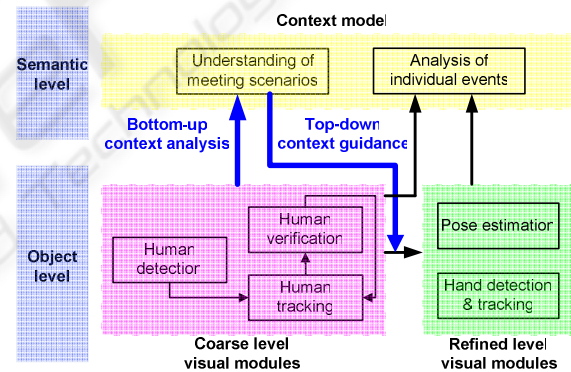 Context model
Semantic
level
Understanding of
meeting scenarios
Analysis of
individual events
Bottom-up
context analysis
Top-down
context guidance
Object
level
Human
detection
Human
verification
Human
tracking
Pose estimation
Hand detection
& tracking
Coarse level
visual modules
Refined level
visual modules